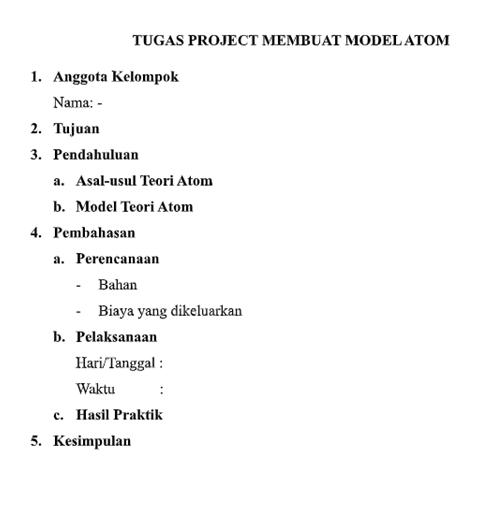 TUGAS PROJECT MEMBUAT MODEL ATOM
1. Anggota Kelompok
Nama: -
2. Tujuan
3. Pendahuluan
a. Asal-usul Teori Atom
b. Model Teori Atom
4. Pembahasan
a. Perencanaan
- Bahan
- Biaya yang dikeluarkan
b. Pelaksanaan
Hari/Tanggal :
Waktu :
c. Hasil Praktik
5. Kesimpulan